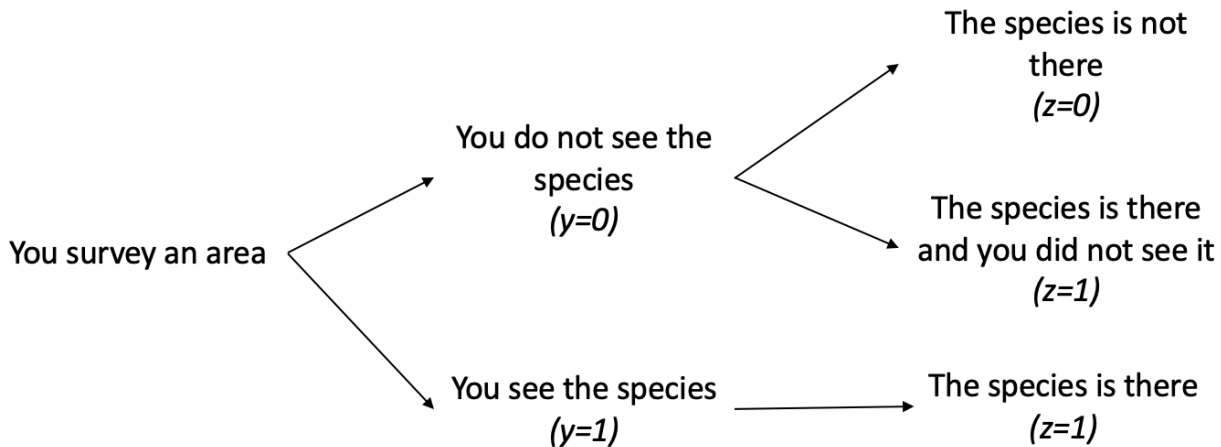 You survey an area
You do not see the
species
(y=0)
You see the species
(y=1)
The species is not
there
(z=0)
The species is there
and you did not see it
(z=1)
The species is there
(z=1)